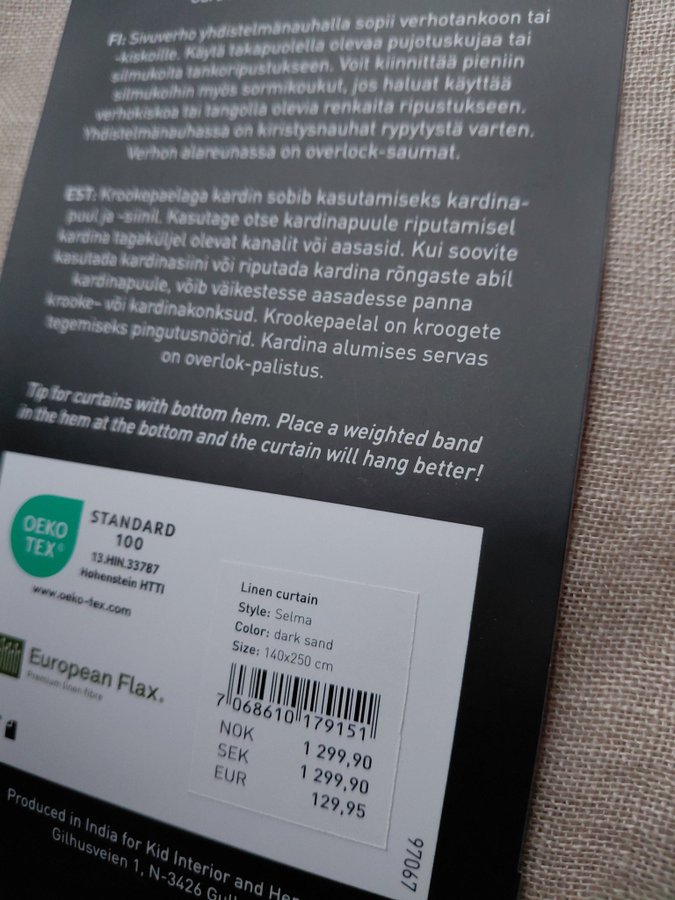 FI: Sivuverho yhdistelmänauhalla sopii verhotankoon tai
-kiskoille. Käytä takapuolella olevaa pujotuskujaa tai
silmukoita tankoripustukseen. Voit kiinnittää pieniin
silmukoihin myös sormikoukut, jos haluat käyttää
verhokiskoa tai tangolla olevia renkaita ripustukseen.
Yhdistelmänauhassa on kiristysnauhat rypytystä varten.
Verhon alareunassa on overlock-saumat.
EST: Krookepaelaga kardin sobib kasutamiseks kardina-
puul ja -siinil. Kasutage otse kardinapuule riputamisel
kardina tagaküljel olevat kanalit või aasasid. Kui soovite
kasutada kardinasiini või riputada kardina rõngaste abil
kardinapuule, võib väikestesse aasadesse panna
krooke- või kardinakonksud. Krookepaelal on kroogete
tegemiseks pingutusnöörid. Kardina alumises servas
on overlok-palistus.
Tip for curtains with bottom hem. Place a weighted band
in the hem at the bottom and the curtain will hang better!
OEKO
TEX®
STANDARD
100
13.HIN.33787
Hohenstein HTTI
www.oeko-tex.com
European Flax®
Premium linen fibre
Linen curtain
Style: Selma
Color: dark sand
Size: 140x250 cm
7 068610 179151
NOK 1 299,90
SEK 1 299,90
EUR 129,95
97067
Produced in India for Kid Interior and
Gilhusveien 1, N-3426